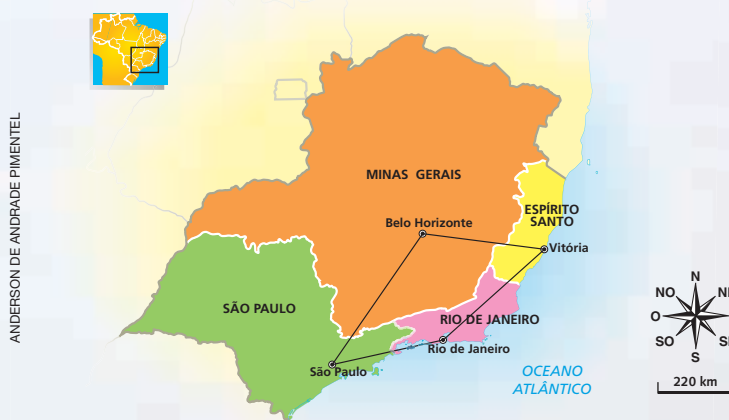 ANDERSON DE ANDRADE PIMENTEL
MINAS GERAIS
ESPÍRITO
SANTO
Belo Horizonte
Vitória
SÃO PAULO
RIO DE JANEIRO
Rio de Janeiro
São Paulo
OCEANO
ATLÂNTICO
N
NO
O
SO
S
220 km